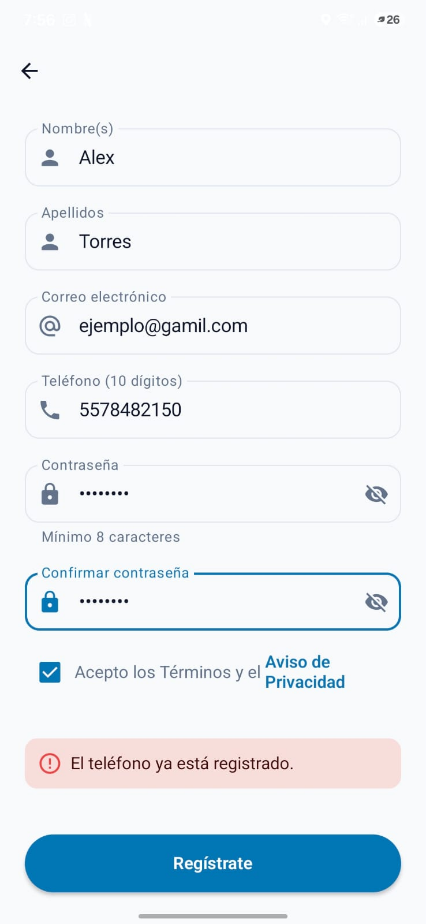 7:56
26
Nombre(s)
Alex
Apellidos
Torres
Correo electrónico
ejemplo@gamil.com
Teléfono (10 dígitos)
5578482150
Contraseña
••••••••
Mínimo 8 caracteres
Confirmar contraseña
••••••••
Acepto los Términos y el Aviso de
Privacidad
El teléfono ya está registrado.
Regístrate